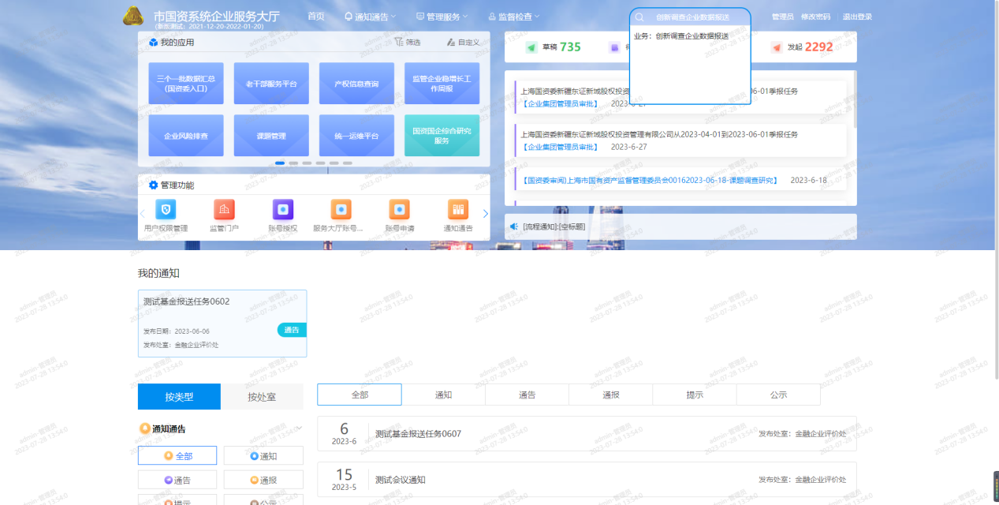 市国资系统企业服务大厅
(新版测试：2021-12-20-2022-01-20)
首页
通知通告
管理服务
监督检查
创新调查企业数据报送
业务：创新调查企业数据报送
管理员
修改密码
退出登录
我的应用
筛选
自定义
三个一批数据汇总
(国资委入口)
老干部服务平台
产权信息查询
监管企业稳增长工
作周报
企业风险排查
课题管理
统一运维平台
国资国企综合研究
服务
草稿 735
发起 2292
上海国资委新疆东证新域股权投资
06-01季报任务
【企业集团管理员审批】 2023-6-27
上海国资委新疆东证新域股权投资管理有限公司从2023-04-01到2023-06-01季报任务
【企业集团管理员审批】 2023-6-27
【国资委审阅)上海市国有资产监督管理委员会00162023-06-18-课题调查研究】 2023-6-18
[流程通知]:[空标题]
管理功能
用户权限管理
监管门户
账号授权
服务大厅账号...
账号申请
通知通告
我的通知
测试基金报送任务0602
发布日期：2023-06-06
发布处室：金融企业评价处
通告
按类型
按处室
通知通告
全部
通知
通告
通报
提示
公示
全部
通知
通告
通报
提示
公示
6
2023-6
测试基金报送任务0607
发布处室：金融企业评价处
15
2023-5
测试会议通知
发布处室：金融企业评价处
admin-管理员
2023-07-28 13:54:0